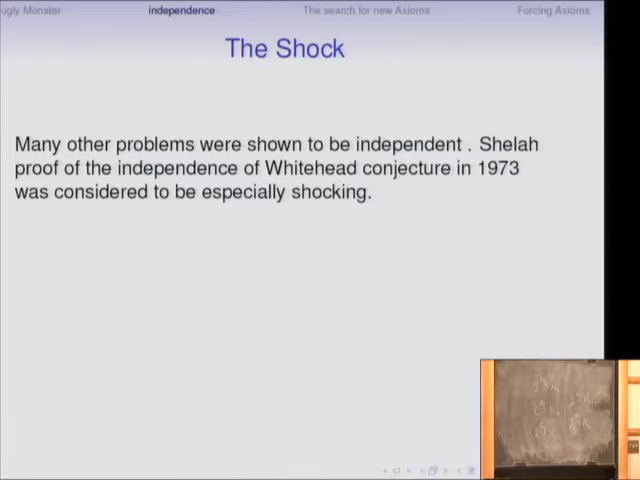 ugly Monster independence The search for new Axioms Forcing Axioms
The Shock
Many other problems were shown to be independent . Shelah
proof of the independence of Whitehead conjecture in 1973
was considered to be especially shocking.